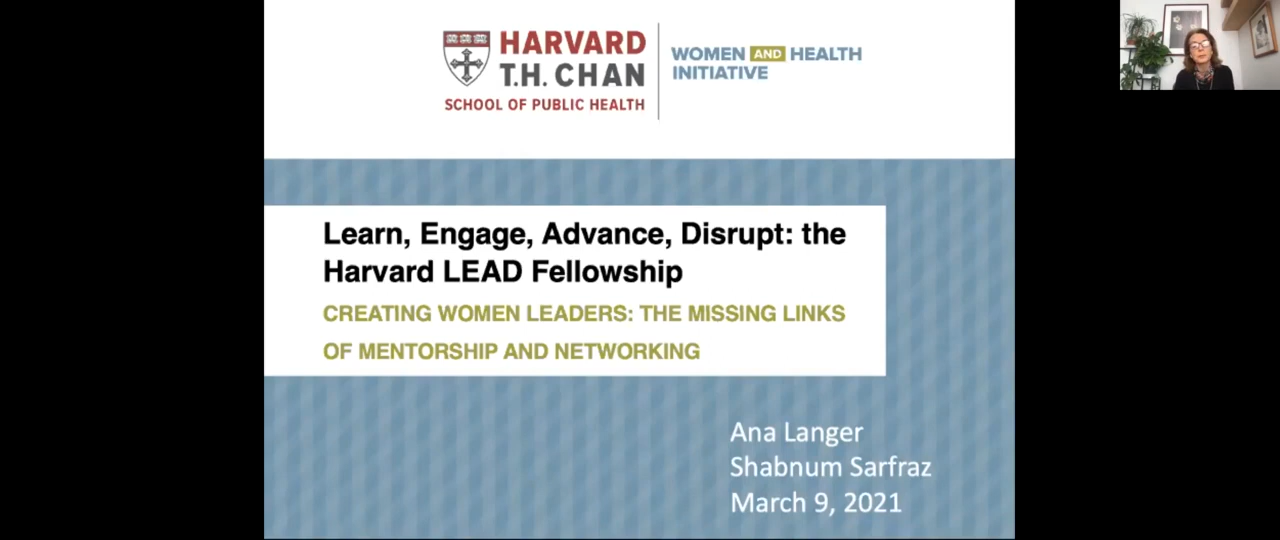 HARVARD
T.H. CHAN
SCHOOL OF PUBLIC HEALTH
WOMEN AND HEALTH
INITIATIVE
Learn, Engage, Advance, Disrupt: the
Harvard LEAD Fellowship
CREATING WOMEN LEADERS: THE MISSING LINKS
OF MENTORSHIP AND NETWORKING
Ana Langer
Shabnum Sarfraz
March 9, 2021